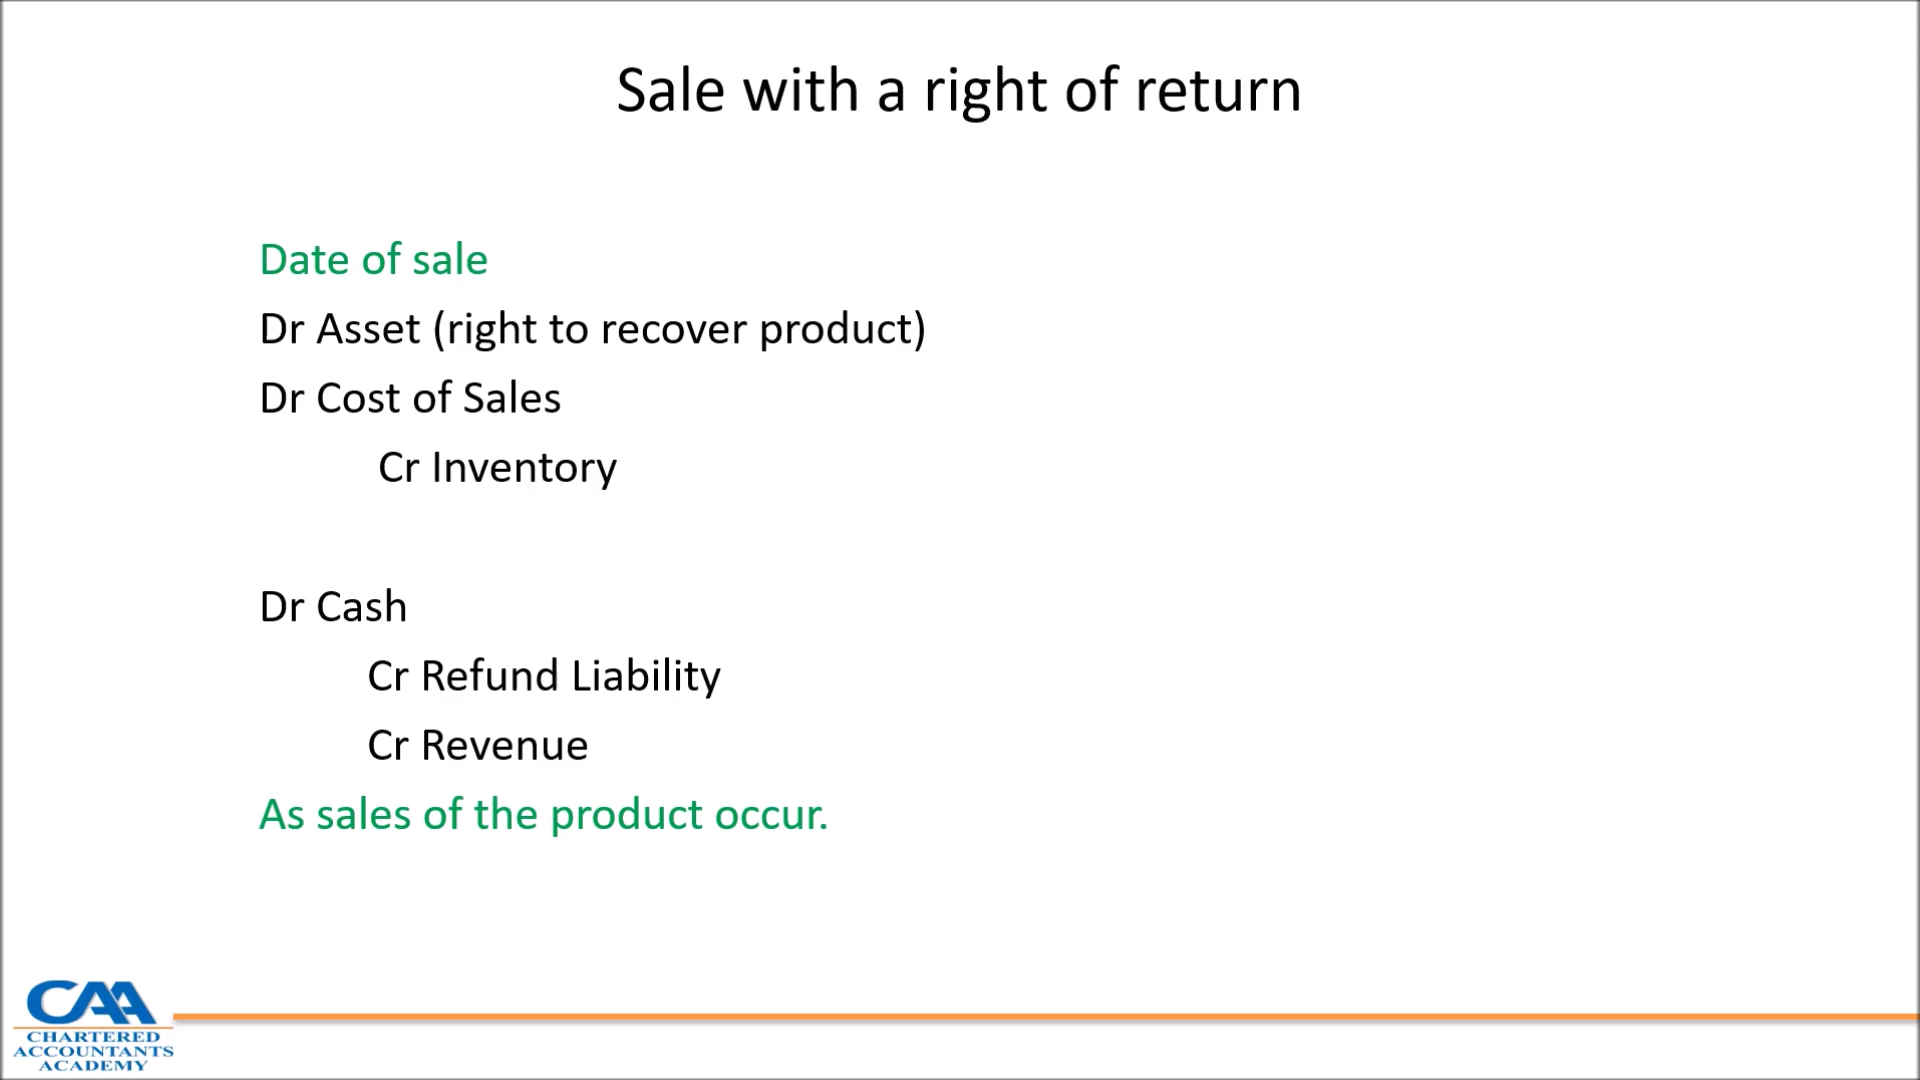 Sale with a right of return
Date of sale
Dr Asset (right to recover product)
Dr Cost of Sales
Cr Inventory
Dr Cash
Cr Refund Liability
Cr Revenue
As sales of the product occur.
CAA
CHARTERED
ACCOUNTANTS
ACADEMY